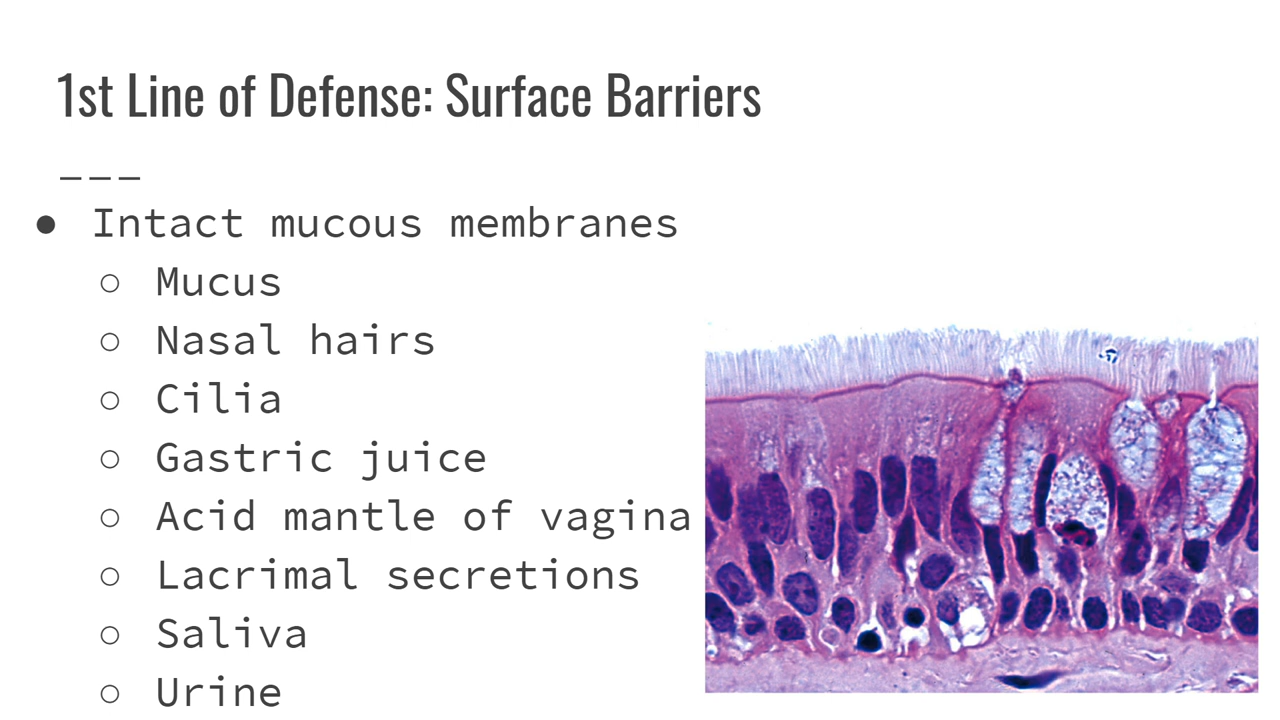 1st Line of Defense: Surface Barriers
___
● Intact mucous membranes
○ Mucus
○ Nasal hairs
○ Cilia
○ Gastric juice
○ Acid mantle of vagina
○ Lacrimal secretions
○ Saliva
○ Urine